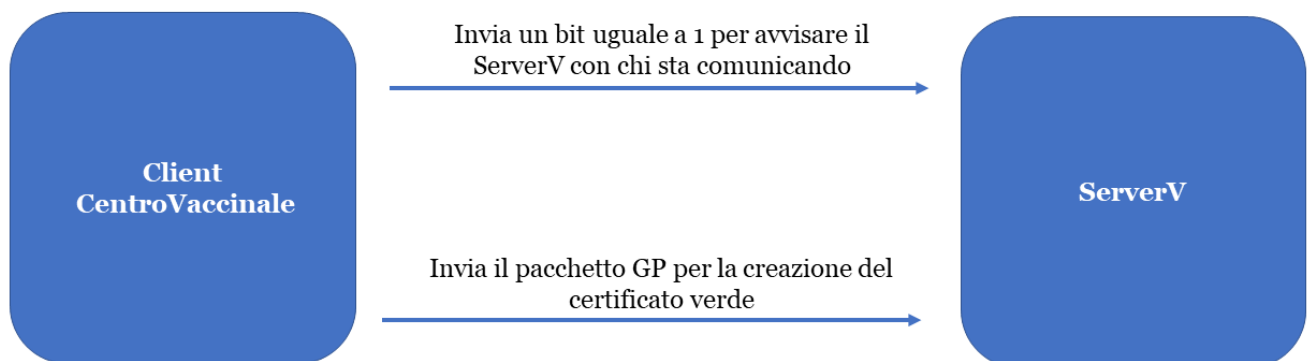 Invia un bit uguale a 1 per avvisare il
ServerV con chi sta comunicando
Client
CentroVaccinale
ServerV
Invia il pacchetto GP per la creazione del
certificato verde